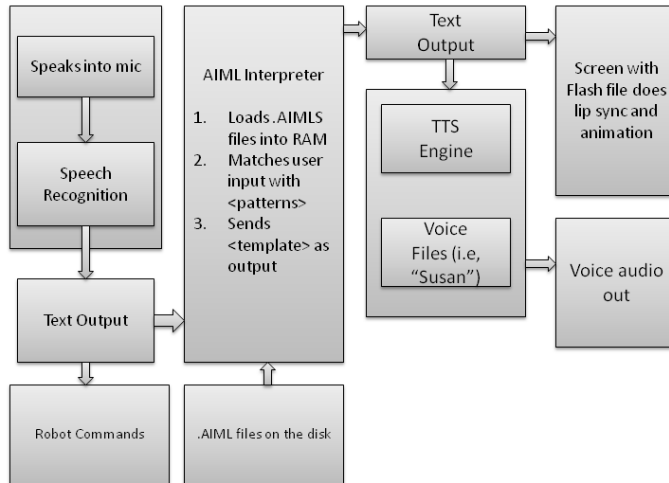 Speaks into mic
Speech
Recognition
Text Output
Robot Commands
AIML Interpreter
1. Loads .AIMLS
files into RAM
2. Matches user
input with
<patterns>
3. Sends
<template> as
output
.AIML files on the disk
Text
Output
TTS
Engine
Voice
Files (i.e,
“Susan”)
Screen with
Flash file does
lip sync and
animation
Voice audio
out